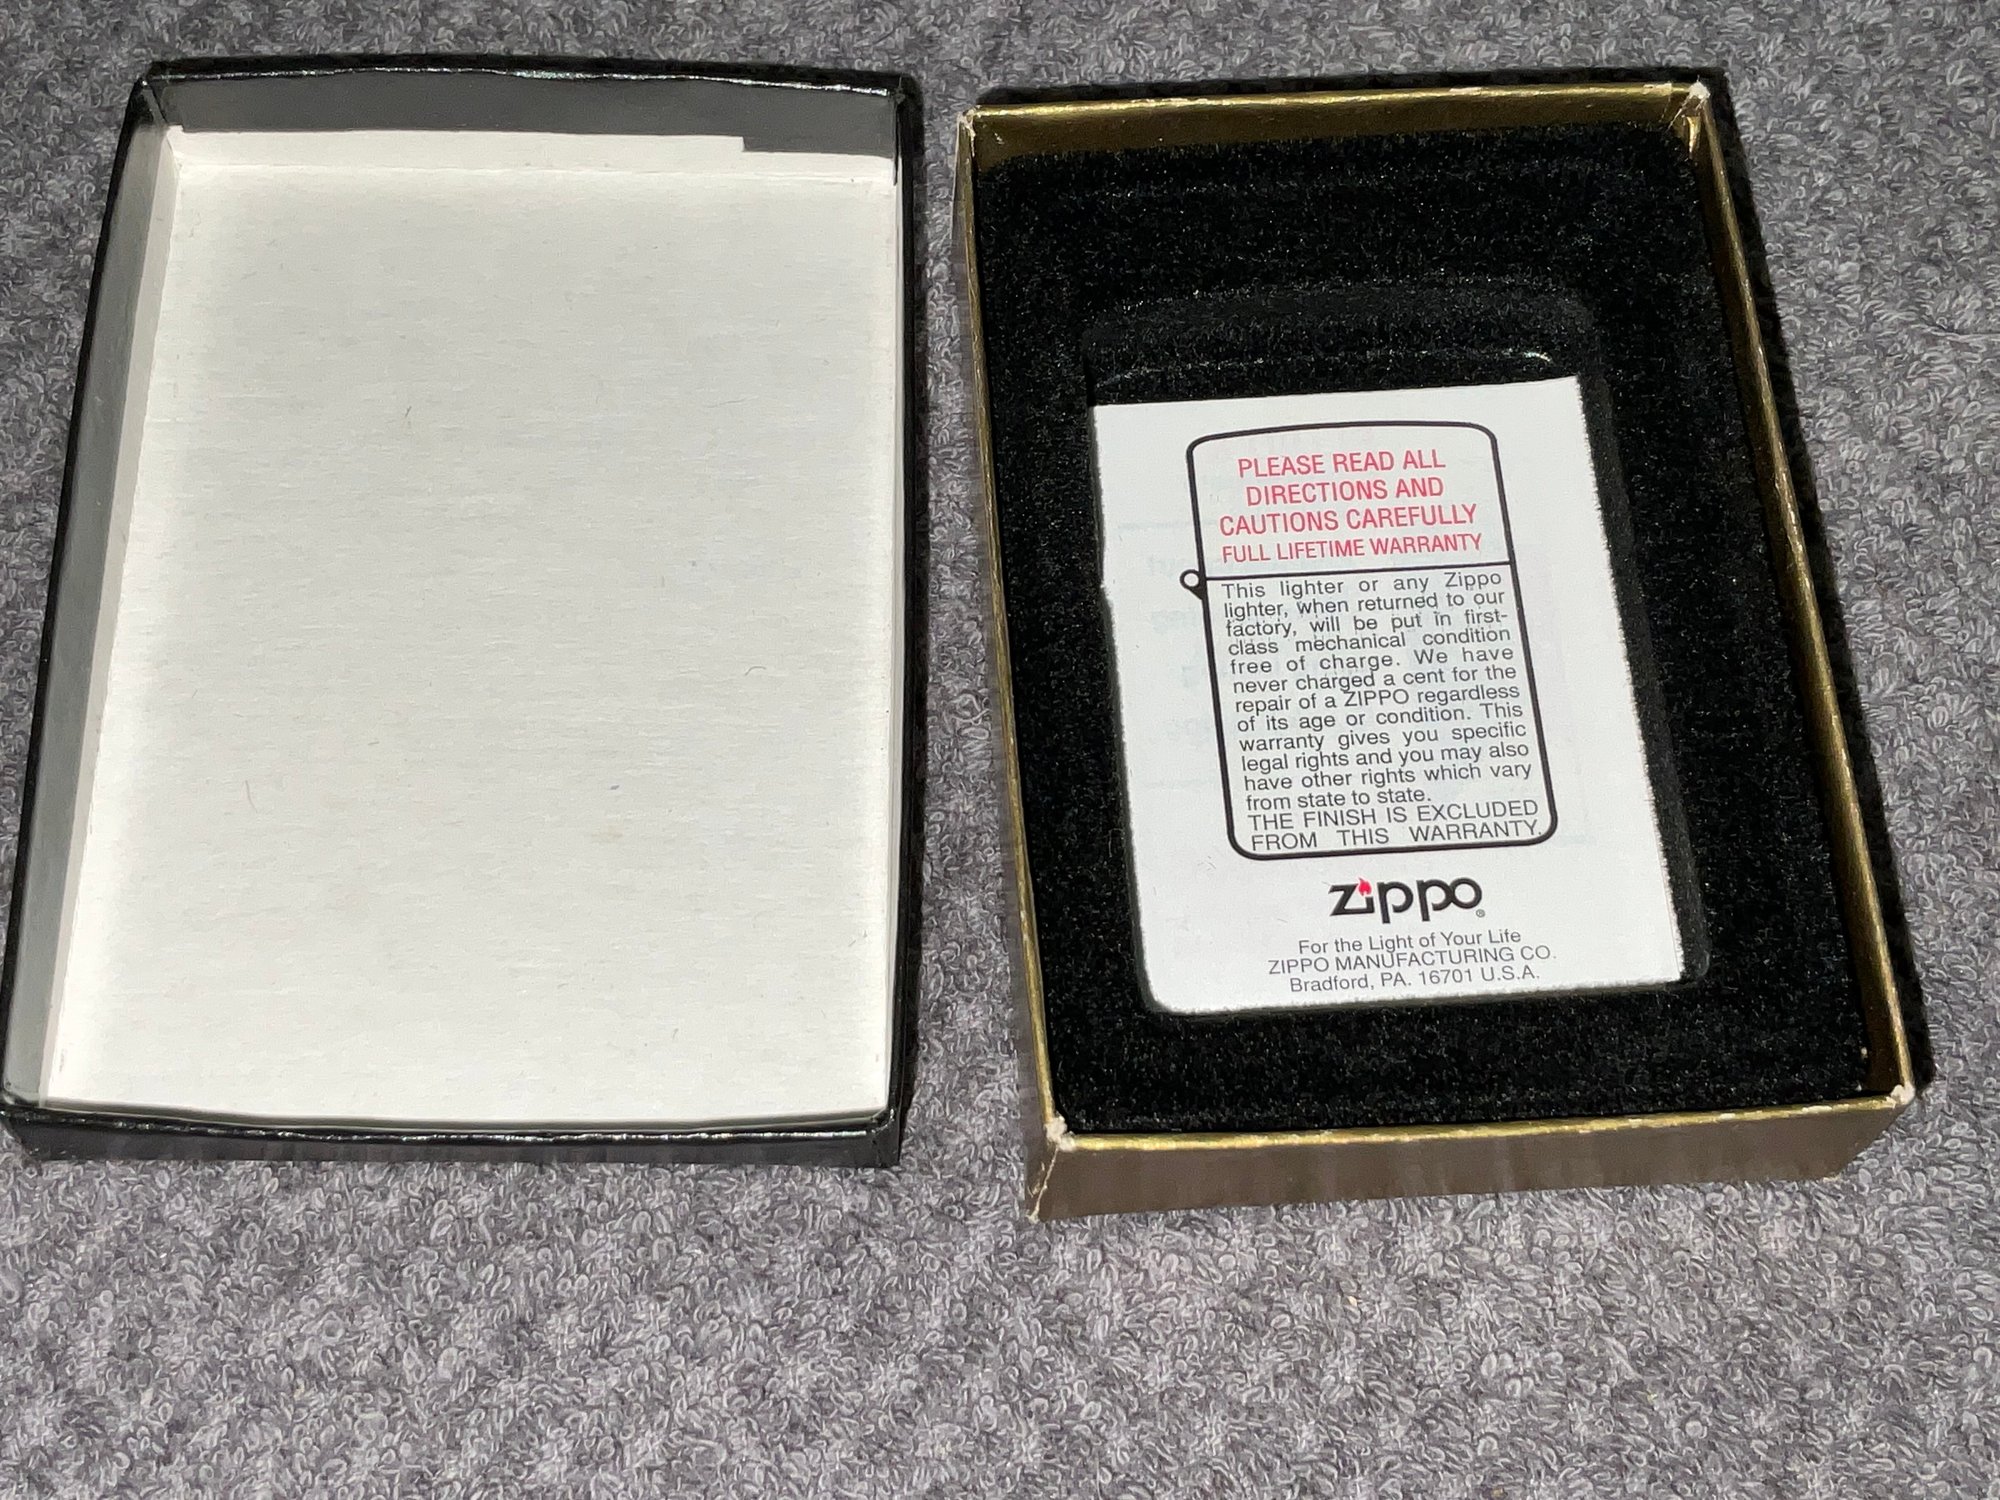 PLEASE READ ALL
DIRECTIONS AND
CAUTIONS CAREFULLY
FULL LIFETIME WARRANTY
This lighter or any Zippo
lighter, when returned to our
factory, will be put in first-
class mechanical condition
free of charge. We have
never charged a cent for the
repair of a ZIPPO regardless
of its age or condition. This
warranty gives you specific
legal rights and you may also
have other rights which vary
from state to state.
THE FINISH IS EXCLUDED
FROM THIS WARRANTY.
zippo®
For the Light of Your Life
ZIPPO MANUFACTURING CO.
Bradford, PA. 16701 U.S.A.